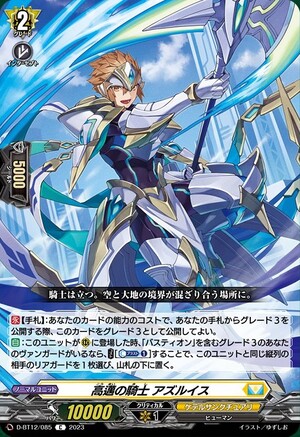 グレード
2
インターセプト
シールド
5000
騎士は立つ。空と大地の境界が混ざり合う場所に。
永【手札】：あなたのカードの能力のコストで、あなたの手札からグレード3を
公開する際、このカードをグレード3として公開してよい。
自：このユニットが(R)に登場した時、「バスティオン」を含むグレード3のあなた
のヴァンガードがいるなら、【コスト】[(1)]することで、このユニットと同じ縦列の
相手のリアガードを1枚選び、山札の下に置く。
ノーマルユニット
高邁の騎士 アズルイス
パワー
10000
クリティカル
1
ケテルサンクチュアリ
ヒューマン
D-BT12/085 C 2023
イラスト/ゆずしお